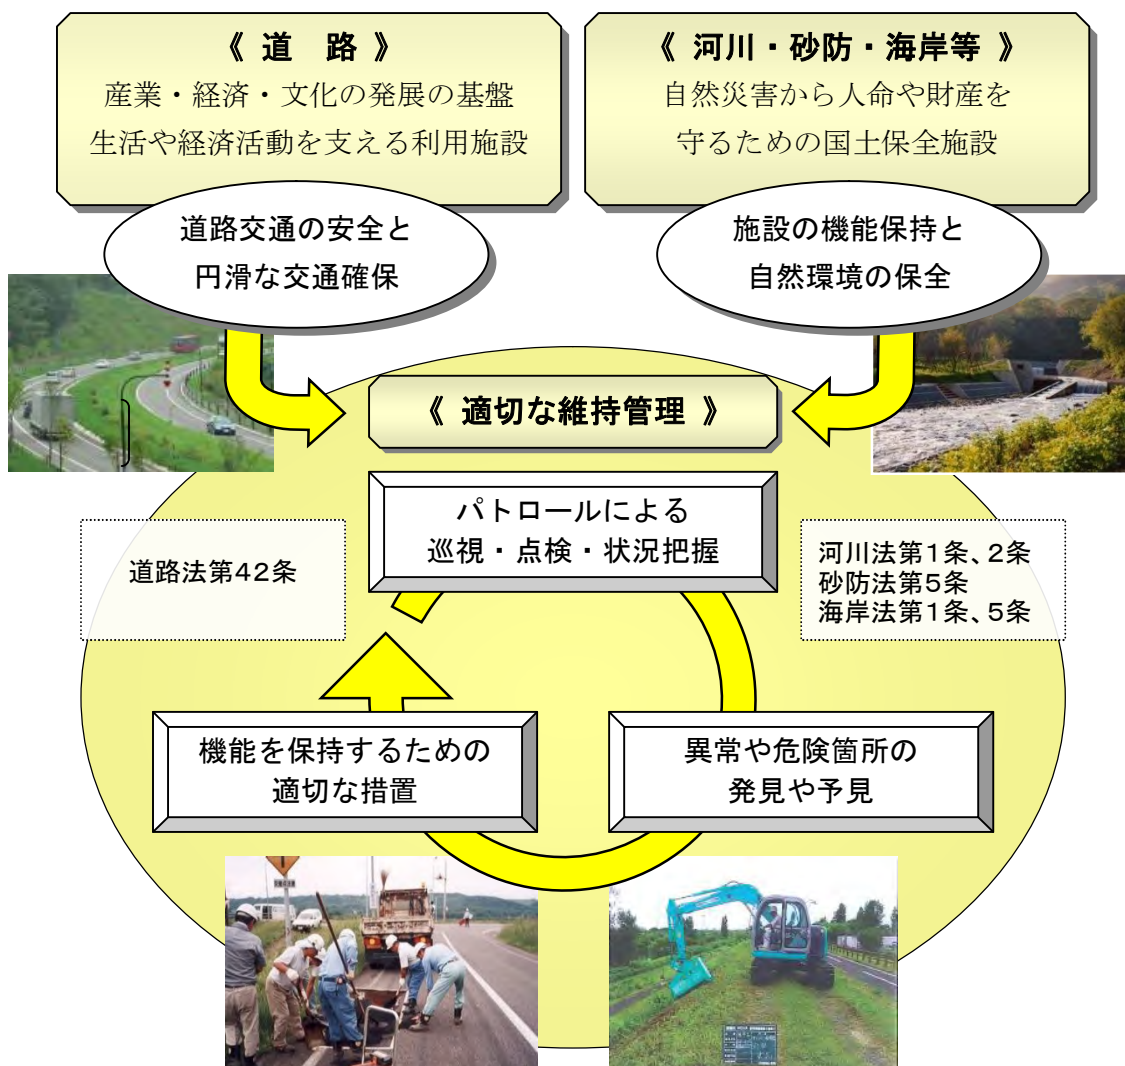 《 道　路 》
産業・経済・文化の発展の基盤
生活や経済活動を支える利用施設
《 河川・砂防・海岸等 》
自然災害から人命や財産を
守るための国土保全施設
道路交通の安全と
円滑な交通確保
施設の機能保持と
自然環境の保全
《 適切な維持管理 》
パトロールによる
巡視・点検・状況把握
道路法第４２条
河川法第１条、２条
砂防法第５条
海岸法第１条、５条
機能を保持するための
適切な措置
異常や危険箇所の
発見や予見